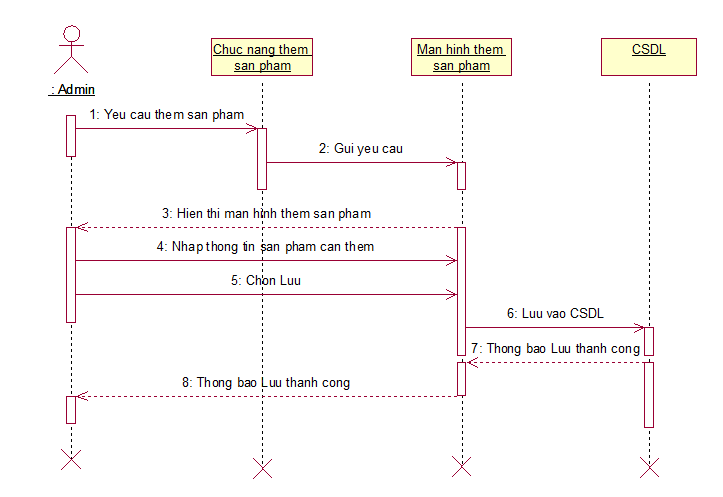 : Admin
Chuc nang them
san pham
Man hinh them
san pham
CSDL
1: Yeu cau them san pham
2: Gui yeu cau
3: Hien thi man hinh them san pham
4: Nhap thong tin san pham can them
5: Chon Luu
6: Luu vao CSDL
7: Thong bao Luu thanh cong
8: Thong bao Luu thanh cong